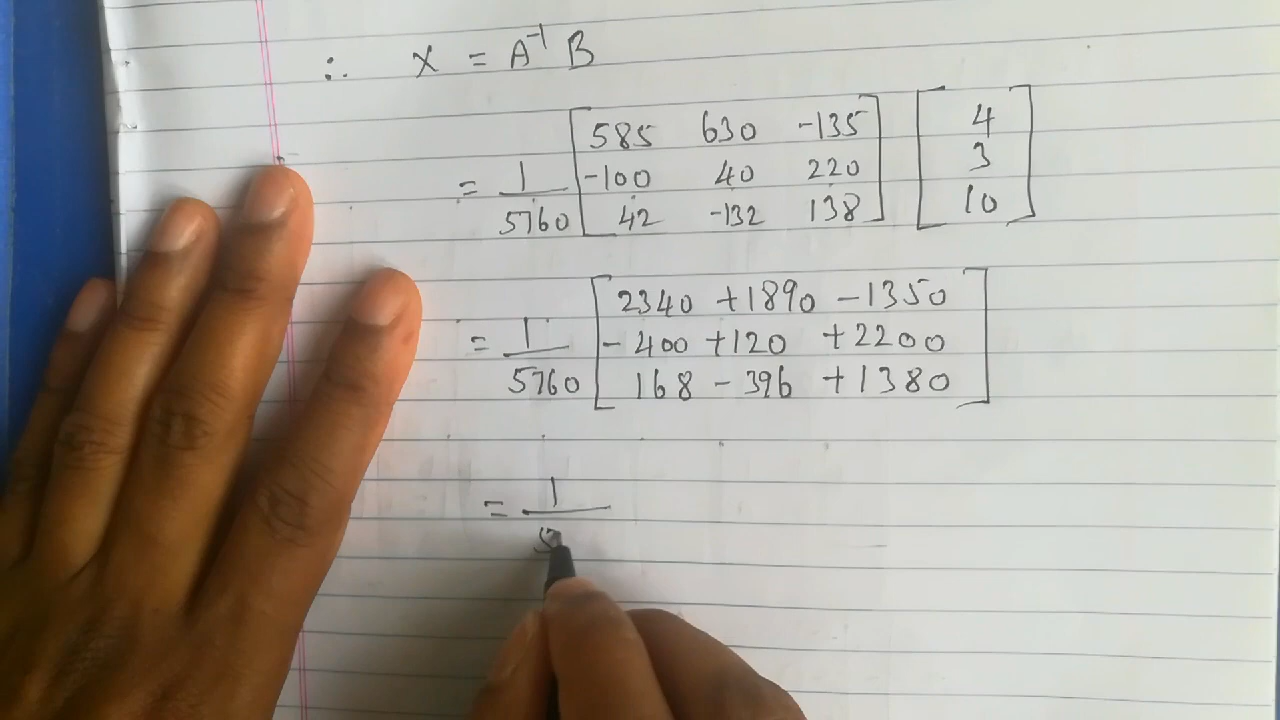 ∴ X = A⁻¹ B
= 1/5760 [585 630 -135] [4]
[-100 40 220] [3]
[42 -132 138] [10]
= 1/5760 [2340 +1890 -1350]
[-400 +120 +2200]
[168 - 396 +1380]
= 1